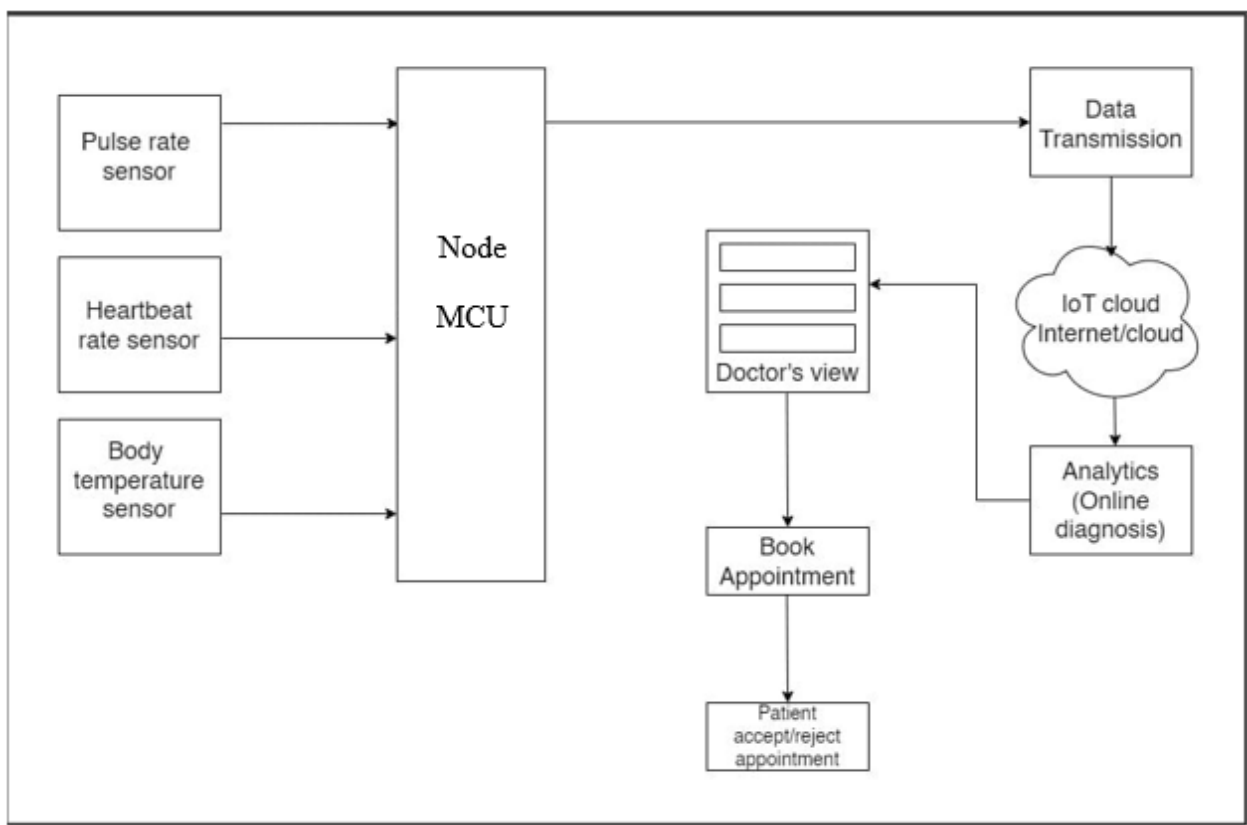 Pulse rate
sensor
Heartbeat
rate sensor
Body
temperature
sensor
Node
MCU
Data
Transmission
IoT cloud
Internet/cloud
Analytics
(Online
diagnosis)
Doctor's view
Book
Appointment
Patient
accept/reject
appointment